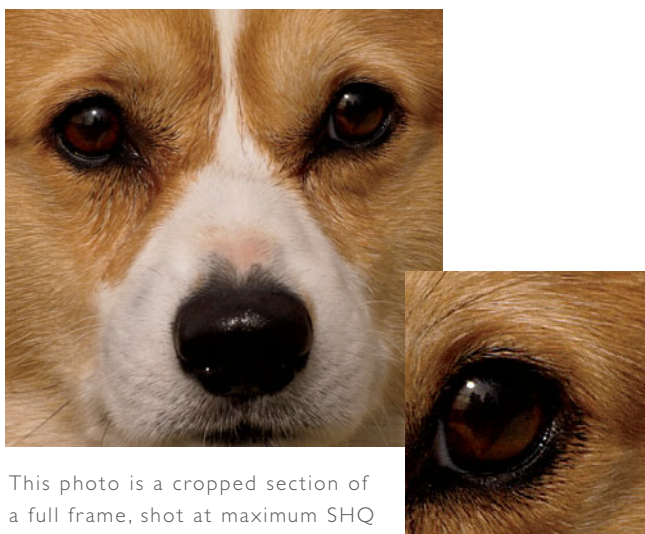 This photo is a cropped section of
a full frame, shot at maximum SHQ